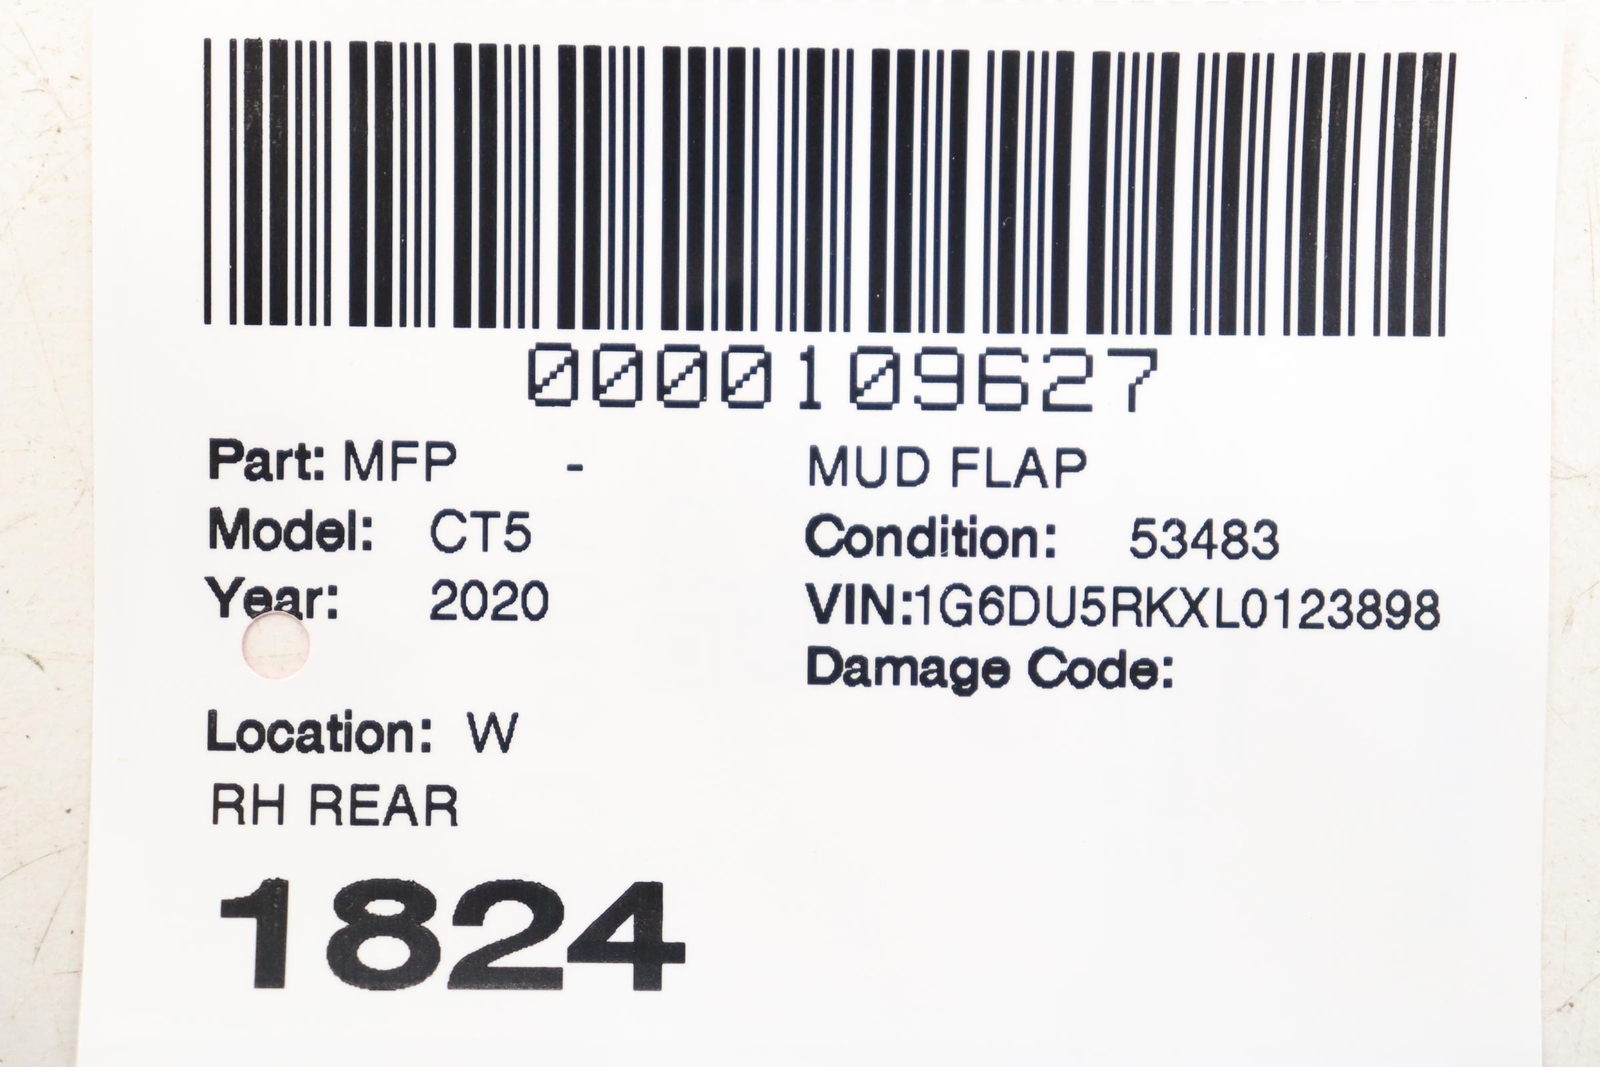 0000109627
Part: MFP - MUD FLAP
Model: CT5 Condition: 53483
Year: 2020 VIN:1G6DU5RKXL0123898
Damage Code:
Location: W
RH REAR
1824